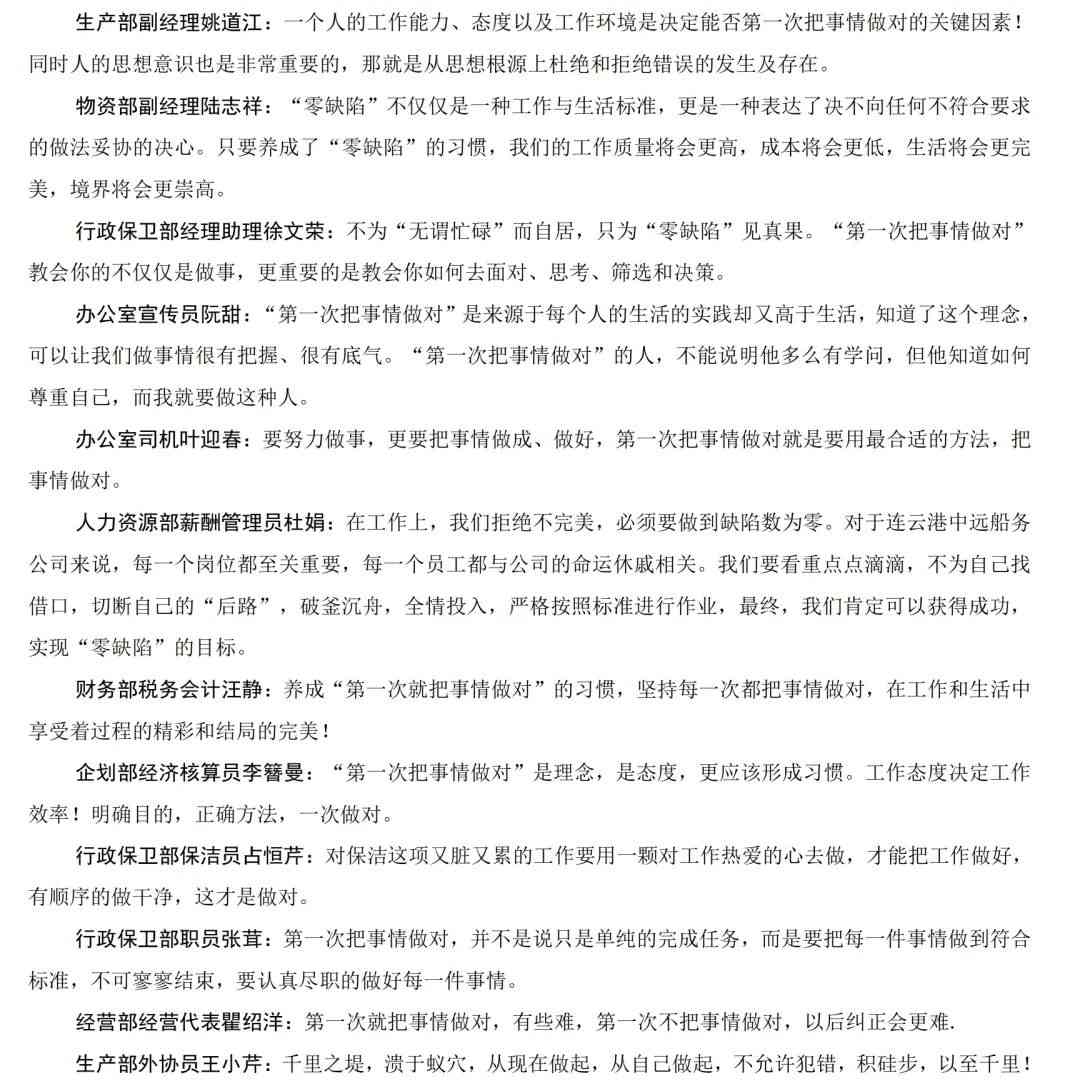 生产部副经理姚道江：一个人的工作能力、态度以及工作环境是决定能否第一次把事情做对的关键因素！
同时人的思想意识也是非常重要的，那就是从思想根源上杜绝和拒绝错误的发生及存在。
物资部副经理陆志祥：“零缺陷”不仅仅是一种工作与生活标准，更是一种表达了决不向任何不符合要求
的做法妥协的决心。只要养成了“零缺陷”的习惯，我们的工作质量将会更高，成本将会更低，生活将会更完
美，境界将会更崇高。
行政保卫部经理助理徐文荣：不为“无谓忙碌”而自居，只为“零缺陷”见真果。“第一次把事情做对”
教会你的不仅仅是做事，更重要的是教会你如何去面对、思考、筛选和决策。
办公室宣传员阮甜：“第一次把事情做对”是来源于每个人的生活的实践却又高于生活，知道了这个理念，
可以让我们做事情很有把握、很有底气。“第一次把事情做对”的人，不能说明他多么有学问，但他知道如何
尊重自己，而我就要做这种人。
办公室司机叶迎春：要努力做事，更要把事情做成、做好，第一次把事情做对就是要用最合适的方法，把
事情做对。
人力资源部薪酬管理员杜娟：在工作上，我们拒绝不完美，必须要做到缺陷数为零。对于连云港中远船务
公司来说，每一个岗位都至关重要，每一个员工都与公司的命运休戚相关。我们要看重点点滴滴，不为自己找
借口，切断自己的“后路”，破釜沉舟，全情投入，严格按照标准进行作业，最终，我们肯定可以获得成功，
实现“零缺陷”的目标。
财务部税务会计汪静：养成“第一次就把事情做对”的习惯，坚持每一次都把事情做对，在工作和生活中
享受着过程的精彩和结局的完美！
企划部经济核算员李簪曼：“第一次把事情做对”是理念，是态度，更应该形成习惯。工作态度决定工作
效率！明确目的，正确方法，一次做对。
行政保卫部保洁员占恒芹：对保洁这项又脏又累的工作要用一颗对工作热爱的心去做，才能把工作做好，
有顺序的做干净，这才是做对。
行政保卫部职员张茸：第一次把事情做对，并不是说只是单纯的完成任务，而是要把每一件事情做到符合
标准，不可寥寥结束，要认真尽职的做好每一件事情。
经营部经营代表瞿绍洋：第一次就把事情做对，有些难，第一次不把事情做对，以后纠正会更难.
生产部外协员王小芹：千里之堤，溃于蚁穴，从现在做起，从自己做起，不允许犯错，积硅步，以至千里！